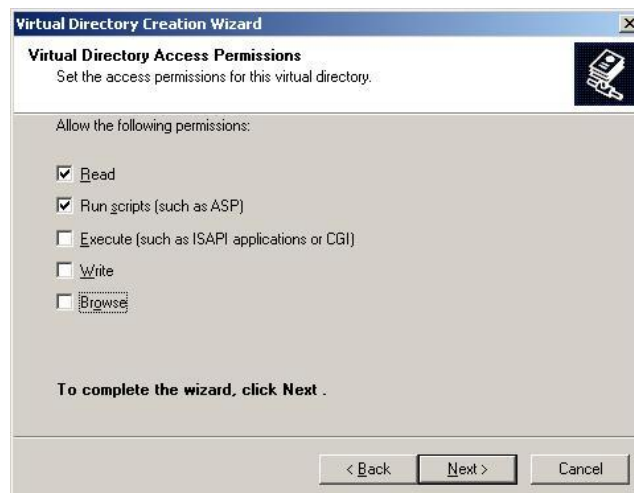 Virtual Directory Creation Wizard
Virtual Directory Access Permissions
Set the access permissions for this virtual directory.
Allow the following permissions:
Read
Run scripts (such as ASP)
Execute (such as ISAPI applications or CGI)
Write
Browse
To complete the wizard, click Next .
< Back Next > Cancel